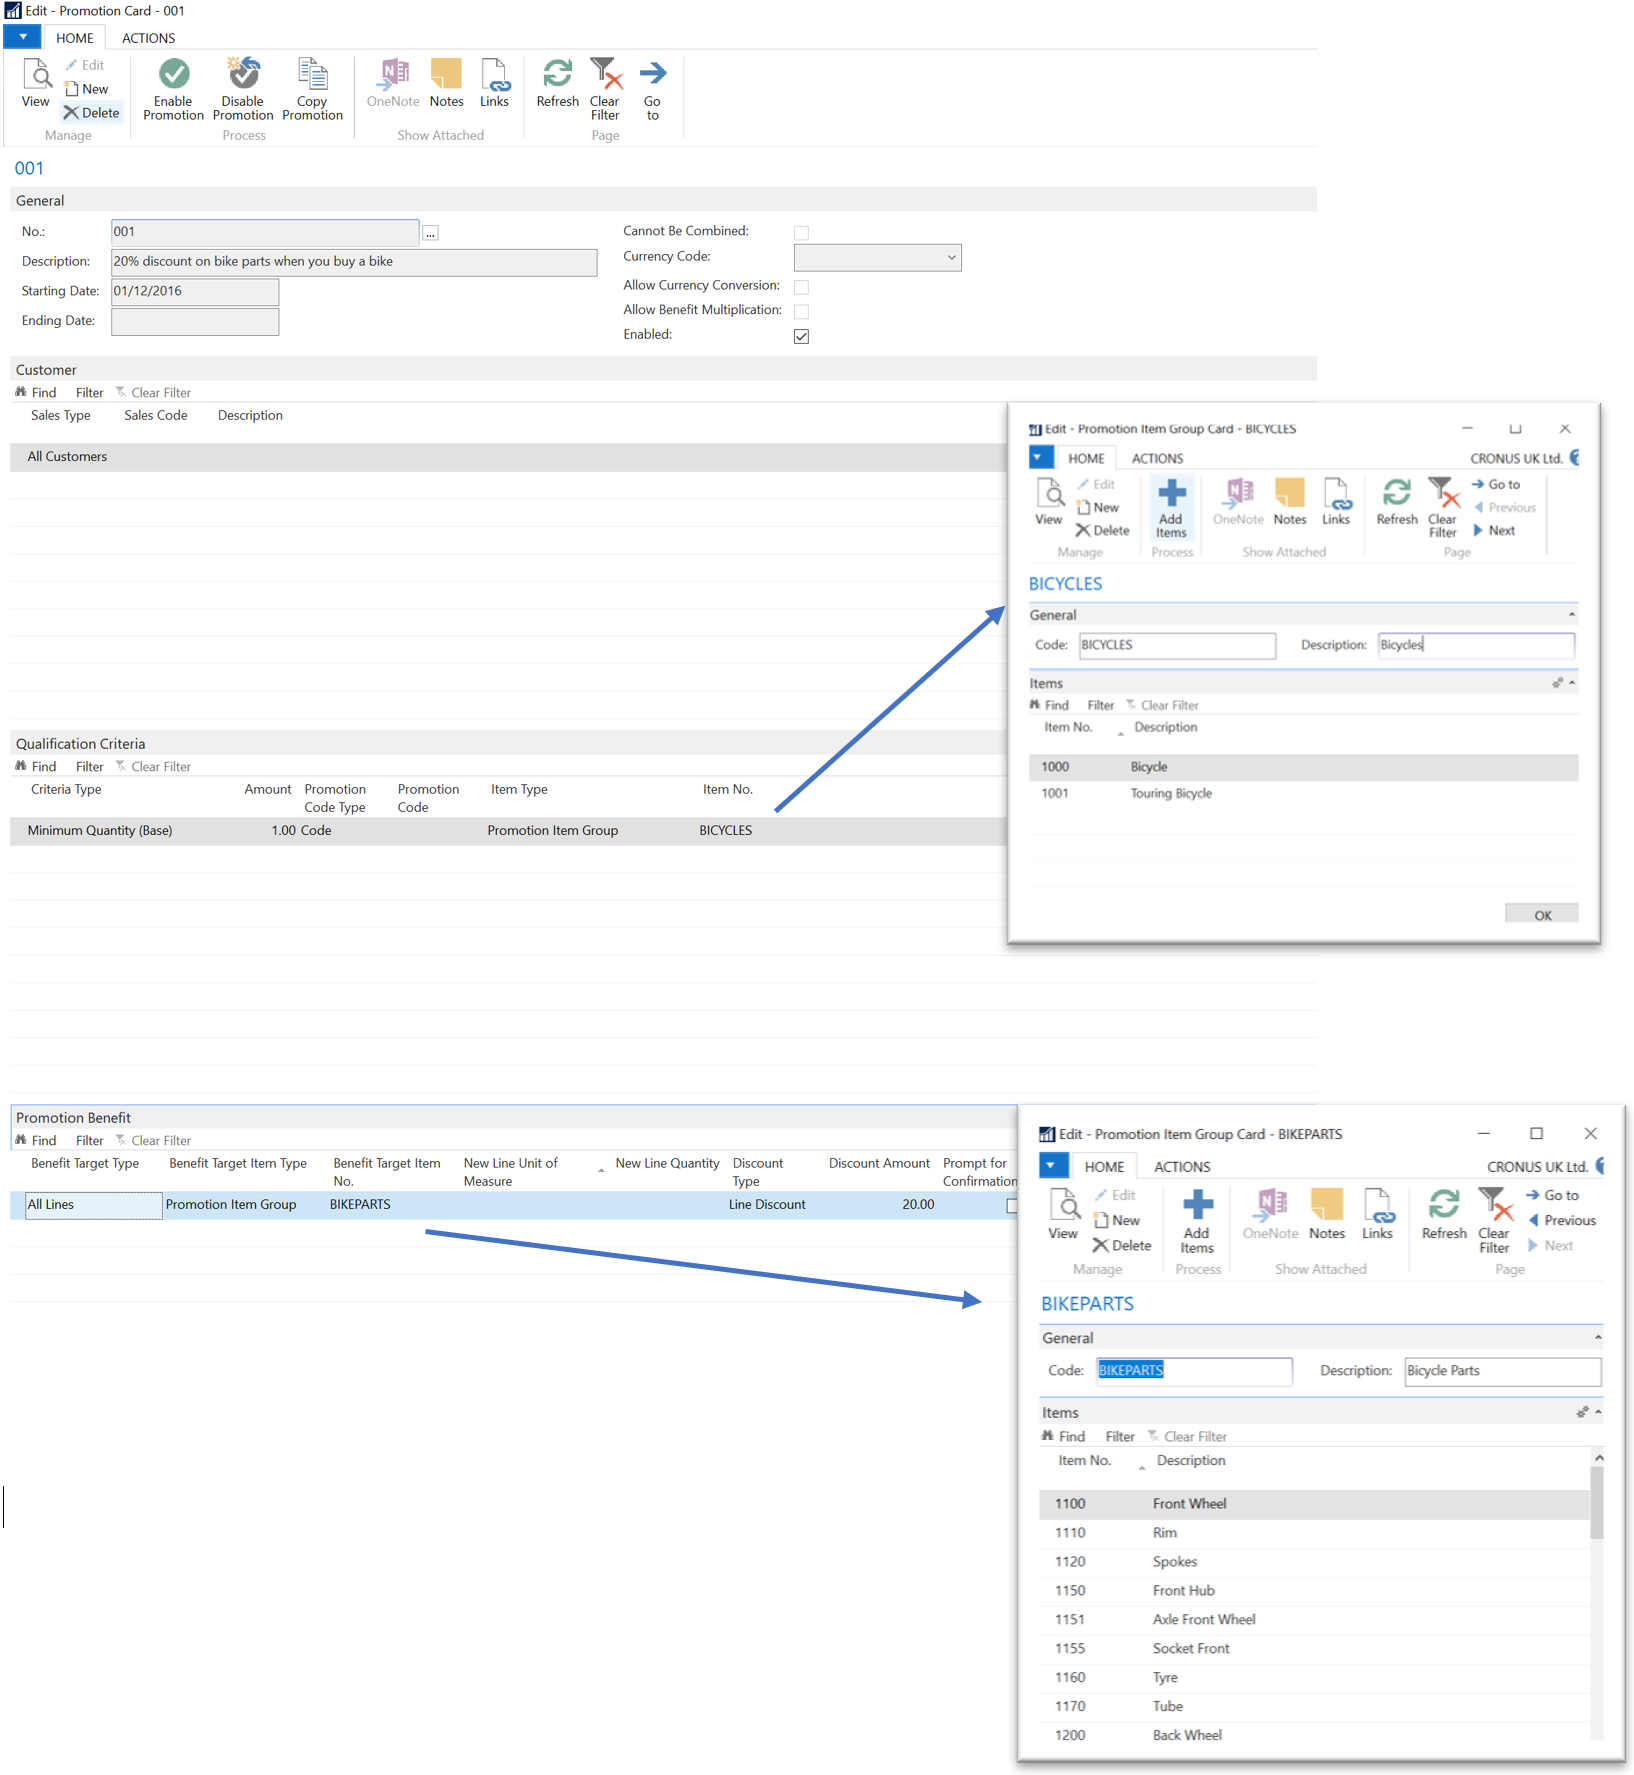 Edit - Promotion Card - 001
HOME ACTIONS
View Edit New Delete
Manage
Enable Promotion Disable Promotion Copy Promotion
Process
OneNote Notes Links
Show Attached
Refresh Clear Filter Go to
Page
001
General
No.: 001 ...
Description: 20% discount on bike parts when you buy a bike
Starting Date: 01/12/2016
Ending Date:
Cannot Be Combined:
Currency Code:
Allow Currency Conversion:
Allow Benefit Multiplication:
Enabled:
Customer
Find Filter Clear Filter
Sales Type Sales Code Description
All Customers
Qualification Criteria
Find Filter Clear Filter
Criteria Type Amount Promotion Code Type Promotion Code Item Type Item No.
Minimum Quantity (Base) 1.00 Code Promotion Item Group BICYCLES
Promotion Benefit
Find Filter Clear Filter
Benefit Target Type Benefit Target Item Type Benefit Target Item No. New Line Unit of Measure New Line Quantity Discount Type Discount Amount Prompt for Confirmation
All Lines Promotion Item Group BIKEPARTS Line Discount 20.00
Edit - Promotion Item Group Card - BICYCLES
HOME ACTIONS CRONUS UK Ltd.
View Edit New Delete
Manage
Add Items
Process
OneNote Notes Links
Show Attached
Refresh Clear Filter Go to Previous Next
Page
BICYCLES
General
Code: BICYCLES Description: Bicycles
Items
Find Filter Clear Filter
Item No. Description
1000 Bicycle
1001 Touring Bicycle
OK
Edit - Promotion Item Group Card - BIKEPARTS
HOME ACTIONS CRONUS UK Ltd.
View Edit New Delete
Manage
Add Items
Process
OneNote Notes Links
Show Attached
Refresh Clear Filter Go to Previous Next
Page
BIKEPARTS
General
Code: BIKEPARTS Description: Bicycle Parts
Items
Find Filter Clear Filter
Item No. Description
1100 Front Wheel
1110 Rim
1120 Spokes
1150 Front Hub
1151 Axle Front Wheel
1155 Socket Front
1160 Tyre
1170 Tube
1200 Back Wheel